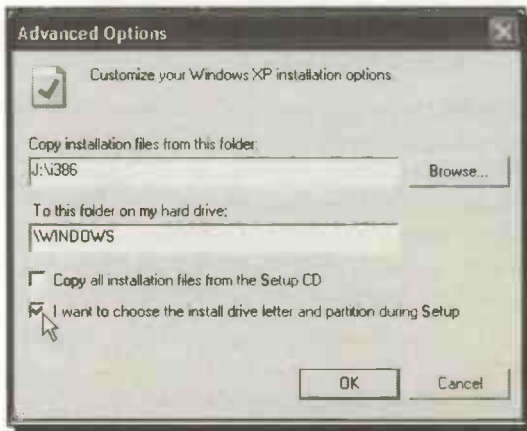 Advanced Options
Customize your Windows XP installation options
Copy installation files from this folder:
J:\i386
Browse...
To this folder on my hard drive:
\WINDOWS
Copy all installation files from the Setup CD
I want to choose the install drive letter and partition during Setup
OK
Cancel